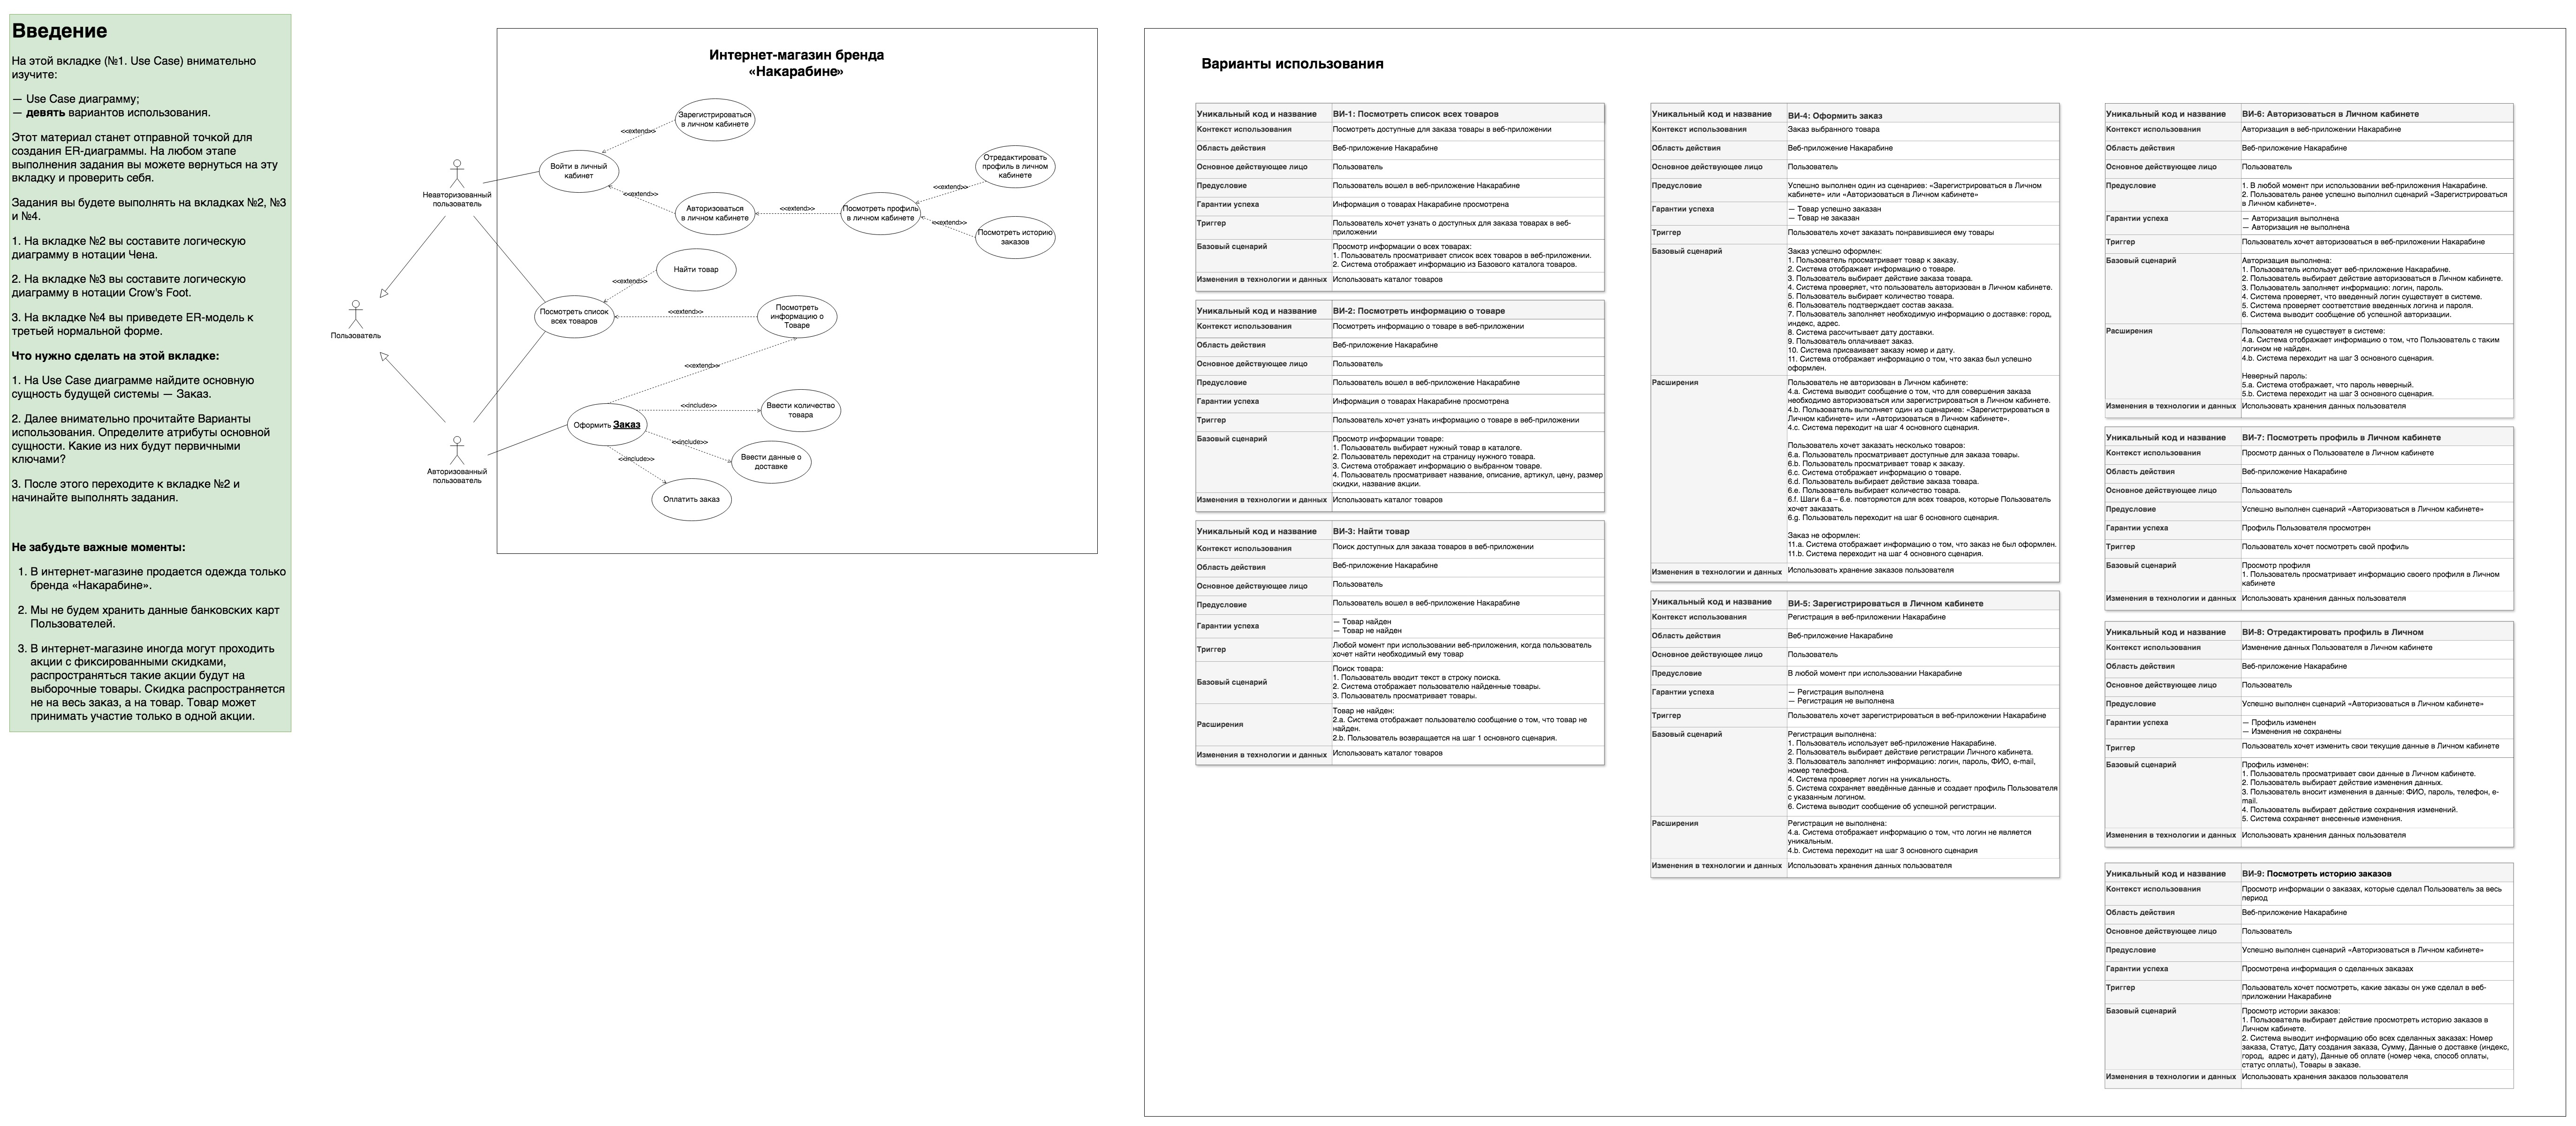 Введение
На этой вкладке (№1. Use Case) внимательно
изучите:
— Use Case диаграмму;
— девять вариантов использования.
Этот материал станет отправной точкой для
создания ER-диаграммы. На любом этапе
выполнения задания вы можете вернуться на эту
вкладку и проверить себя.
Задания вы будете выполнять на вкладках №2, №3
и №4.
1. На вкладке №2 вы составите логическую
диаграмму в нотации Чена.
2. На вкладке №3 вы составите логическую
диаграмму в нотации Crow's Foot.
3. На вкладке №4 вы приведете ER-модель к
третьей нормальной форме.
Что нужно сделать на этой вкладке:
1. На Use Case диаграмме найдите основную
сущность будущей системы — Заказ.
2. Далее внимательно прочитайте Варианты
использования. Определите атрибуты основной
сущности. Какие из них будут первичными
ключами?
3. После этого переходите к вкладке №2 и
начинайте выполнять задания.
Не забудьте важные моменты:
1. В интернет-магазине продается одежда только
бренда «Накарабине».
2. Мы не будем хранить данные банковских карт
Пользователей.
3. В интернет-магазине иногда могут проходить
акции с фиксированными скидками,
распространяться такие акции будут на
выборочные товары. Скидка распространяется
не на весь заказ, а на товар. Товар может
принимать участие только в одной акции.
Интернет-магазин бренда
«Накарабине»
Зарегистрироваться
в личном кабинете
<<extend>>
Войти в личный
кабинет
<<extend>>
Авторизоваться
в личном кабинете
<<extend>>
Посмотреть профиль
в личном кабинете
<<extend>>
Отредактировать
профиль в личном
кабинете
<<extend>>
Посмотреть историю
заказов
Неавторизованный
пользователь
Пользователь
Авторизованный
пользователь
Найти товар
<<extend>>
Посмотреть список
всех товаров
<<extend>>
Посмотреть
информацию о
Товаре
<<extend>>
Оформить Заказ
<<include>>
Ввести количество
товара
<<include>>
Ввести данные о
доставке
<<include>>
Оплатить заказ
Варианты использования
Уникальный код и название ВИ-1: Посмотреть список всех товаров
Контекст использования Посмотреть доступные для заказа товары в веб-приложении
Область действия Веб-приложение Накарабине
Основное действующее лицо Пользователь
Предусловие Пользователь вошел в веб-приложение Накарабине
Гарантии успеха Информация о товарах Накарабине просмотрена
Триггер Пользователь хочет узнать о доступных для заказа товарах в веб-
приложении
Базовый сценарий Просмотр информации о всех товарах:
1. Пользователь просматривает список всех товаров в веб-приложении.
2. Система отображает информацию из Базового каталога товаров.
Изменения в технологии и данных Использовать каталог товаров
Уникальный код и название ВИ-2: Посмотреть информацию о товаре
Контекст использования Посмотреть информацию о товаре в веб-приложении
Область действия Веб-приложение Накарабине
Основное действующее лицо Пользователь
Предусловие Пользователь вошел в веб-приложение Накарабине
Гарантии успеха Информация о товарах Накарабине просмотрена
Триггер Пользователь хочет узнать информацию о товаре в веб-приложении
Базовый сценарий Просмотр информации товаре:
1. Пользователь выбирает нужный товар в каталоге.
2. Пользователь переходит на страницу нужного товара.
3. Система отображает информацию о выбранном товаре.
4. Пользователь просматривает название, описание, артикул, цену, размер
скидки, название акции.
Изменения в технологии и данных Использовать каталог товаров
Уникальный код и название ВИ-3: Найти товар
Контекст использования Поиск доступных для заказа товаров в веб-приложении
Область действия Веб-приложение Накарабине
Основное действующее лицо Пользователь
Предусловие Пользователь вошел в веб-приложение Накарабине
Гарантии успеха — Товар найден
— Товар не найден
Триггер Любой момент при использовании веб-приложения, когда пользователь
хочет найти необходимый ему товар
Базовый сценарий Поиск товара:
1. Пользователь вводит текст в строку поиска.
2. Система отображает пользователю найденные товары.
3. Пользователь просматривает товары.
Расширения Товар не найден:
2.a. Система отображает пользователю сообщение о том, что товар не
найден.
2.b. Пользователь возвращается на шаг 1 основного сценария.
Изменения в технологии и данных Использовать каталог товаров
Уникальный код и название ВИ-4: Оформить заказ
Контекст использования Заказ выбранного товара
Область действия Веб-приложение Накарабине
Основное действующее лицо Пользователь
Предусловие Успешно выполнен один из сценариев: «Зарегистрироваться в Личном
кабинете» или «Авторизоваться в Личном кабинете»
Гарантии успеха — Товар успешно заказан
— Товар не заказан
Триггер Пользователь хочет заказать понравившиеся ему товары
Базовый сценарий Заказ успешно оформлен:
1. Пользователь просматривает товар к заказу.
2. Система отображает информацию о товаре.
3. Пользователь выбирает действие заказа товара.
4. Система проверяет, что пользователь авторизован в Личном кабинете.
5. Пользователь выбирает количество товара.
6. Пользователь подтвердает состав заказа.
7. Пользователь заполняет необходимую информацию о доставке: город,
индекс, адрес.
8. Система рассчитывает дату доставки.
9. Пользователь оплачивает заказ.
10. Система присваивает заказу номер и дату.
11. Система отображает информацию о том, что заказ был успешно
оформлен.
Расширения Пользователь не авторизован в Личном кабинете:
4.a. Система выводит сообщение о том, что для совершения заказа
необходимо авторизоваться или зарегистрироваться в Личном кабинете.
4.b. Пользователь выполняет один из сценариев: «Зарегистрироваться в
Личном кабинете» или «Авторизоваться в Личном кабинете».
4.c. Система переходит на шаг 4 основного сценария.
Пользователь хочет заказать несколько товаров:
6.a. Пользователь просматривает доступные для заказа товары.
6.b. Пользователь просматривает товар к заказу.
6.c. Система отображает информацию о товаре.
6.d. Пользователь выбирает действие заказа товара.
6.e. Пользователь выбирает количество товара.
6.f. Шаги 6.a – 6.e. повторяются для всех товаров, которые Пользователь
хочет заказать.
6.g. Пользователь переходит на шаг 6 основного сценария.
Заказ не оформлен:
11.a. Система отображает информацию о том, что заказ не был оформлен.
11.b. Система переходит на шаг 4 основного сценария.
Изменения в технологии и данных Использовать хранение заказов пользователя
Уникальный код и название ВИ-5: Зарегистрироваться в Личном кабинете
Контекст использования Регистрация в веб-приложении Накарабине
Область действия Веб-приложение Накарабине
Основное действующее лицо Пользователь
Предусловие В любой момент при использовании Накарабине
Гарантии успеха — Регистрация выполнена
— Регистрация не выполнена
Триггер Пользователь хочет зарегистрироваться в веб-приложении Накарабине
Базовый сценарий Регистрация выполнена:
1. Пользователь использует веб-приложение Накарабине.
2. Пользователь выбирает действие регистрации Личного кабинета.
3. Пользователь заполняет информацию: логин, пароль, ФИО, e-mail,
номер телефона.
4. Система проверяет логин на уникальность.
5. Система сохраняет введённые данные и создает профиль Пользователя
с указанным логином.
6. Система выводит сообщение об успешной регистрации.
Расширения Регистрация не выполнена:
4.a. Система отображает информацию о том, что логин не является
уникальным.
4.b. Система переходит на шаг 3 основного сценария
Изменения в технологии и данных Использовать хранения данных пользователя
Уникальный код и название ВИ-6: Авторизоваться в Личном кабинете
Контекст использования Авторизация в веб-приложении Накарабине
Область действия Веб-приложение Накарабине
Основное действующее лицо Пользователь
Предусловие 1. В любой момент при использовании веб-приложения Накарабине.
2. Пользователь ранее успешно выполнил сценарий «Зарегистрироваться
в Личном кабинете».
Гарантии успеха — Авторизация выполнена
— Авторизация не выполнена
Триггер Пользователь хочет авторизоваться в веб-приложении Накарабине
Базовый сценарий Авторизация выполнена:
1. Пользователь использует веб-приложение Накарабине.
2. Пользователь выбирает действие авторизоваться в Личном кабинете.
3. Пользователь заполняет информацию: логин, пароль.
4. Система проверяет, что введенный логин существует в системе.
5. Система проверяет соответствие введенных логина и пароля.
6. Система выводит сообщение об успешной авторизации.
Расширения Пользователя не существует в системе:
4.a. Система отображает информацию о том, что Пользователь с таким
логином не найден.
4.b. Система переходит на шаг 3 основного сценария.
Неверный пароль:
5.a. Система отображает, что пароль неверный.
5.b. Система переходит на шаг 3 основного сценария.
Изменения в технологии и данных Использовать хранения данных пользователя
Уникальный код и название ВИ-7: Посмотреть профиль в Личном кабинете
Контекст использования Просмотр данных о Пользователе в Личном кабинете
Область действия Веб-приложение Накарабине
Основное действующее лицо Пользователь
Предусловие Успешно выполнен сценарий «Авторизоваться в Личном кабинете»
Гарантии успеха Профиль Пользователя просмотрен
Триггер Пользователь хочет посмотреть свой профиль
Базовый сценарий Просмотр профиля
1. Пользователь просматривает информацию своего профиля в Личном
кабинете
Изменения в технологии и данных Использовать хранения данных пользователя
Уникальный код и название ВИ-8: Отредактировать профиль в Личном
Контекст использования Изменение данных Пользователя в Личном кабинете
Область действия Веб-приложение Накарабине
Основное действующее лицо Пользователь
Предусловие Успешно выполнен сценарий «Авторизоваться в Личном кабинете»
Гарантии успеха — Профиль изменен
— Изменения не сохранены
Триггер Пользователь хочет изменить свои текущие данные в Личном кабинете
Базовый сценарий Профиль изменен:
1. Пользователь просматривает свои данные в Личном кабинете.
2. Пользователь выбирает действие изменения данных.
3. Пользователь вносит изменения в данные: ФИО, пароль, телефон, e-
mail.
4. Пользователь выбирает действие сохранения изменений.
5. Система сохраняет внесенные изменения.
Изменения в технологии и данных Использовать хранения данных пользователя
Уникальный код и название ВИ-9: Посмотреть историю заказов
Контекст использования Просмотр информации о заказах, которые сделал Пользователь за весь
период
Область действия Веб-приложение Накарабине
Основное действующее лицо Пользователь
Предусловие Успешно выполнен сценарий «Авторизоваться в Личном кабинете»
Гарантии успеха Просмотрена информация о сделанных заказах
Триггер Пользователь хочет посмотреть, какие заказы он уже сделал в веб-
приложении Накарабине
Базовый сценарий Просмотр истории заказов:
1. Пользователь выбирает действие просмотреть историю заказов в
Личном кабинете.
2. Система выводит информацию обо всех сделанных заказах: Номер
заказа, Статус, Дату создания заказа, Сумму, Данные о доставке (индекс,
город, адрес и дату), Данные об оплате (номер чека, способ оплаты,
статус оплаты), Товары в заказе.
Изменения в технологии и данных Использовать хранения заказов пользователя